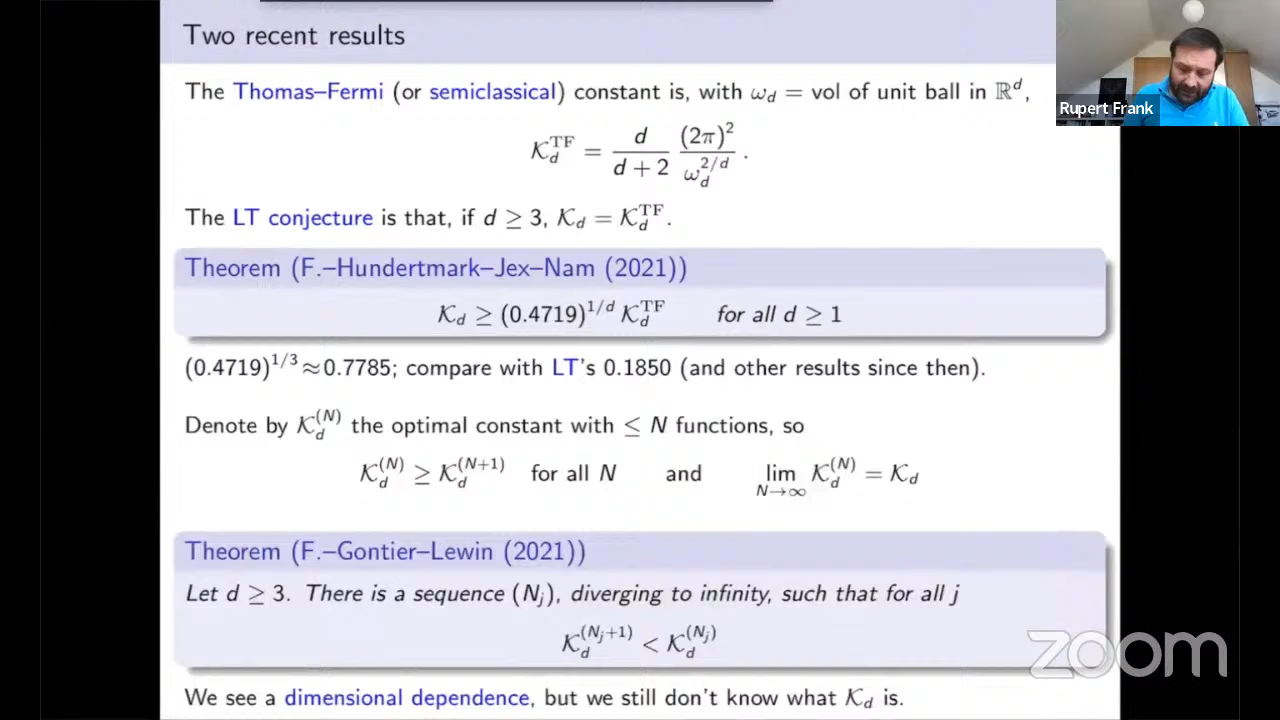 Two recent results
Rupert Frank
The Thomas–Fermi (or semiclassical) constant is, with ω_d = vol of unit ball in ℝ^d,
𝒦_d^TF = d/(d + 2) (2π)^2/ω_d^{2/d} .
The LT conjecture is that, if d ≥ 3, 𝒦_d = 𝒦_d^TF.
Theorem (F.–Hundertmark–Jex–Nam (2021))
𝒦_d ≥ (0.4719)^{1/d} 𝒦_d^TF for all d ≥ 1
(0.4719)^{1/3} ≈ 0.7785; compare with LT's 0.1850 (and other results since then).
Denote by 𝒦_d^{(N)} the optimal constant with ≤ N functions, so
𝒦_d^{(N)} ≥ 𝒦_d^{(N+1)} for all N and lim_{N→∞} 𝒦_d^{(N)} = 𝒦_d
Theorem (F.–Gontier–Lewin (2021))
Let d ≥ 3. There is a sequence (N_j), diverging to infinity, such that for all j
𝒦_d^{(N_j+1)} < 𝒦_d^{(N_j)}
zoom
We see a dimensional dependence, but we still don't know what 𝒦_d is.